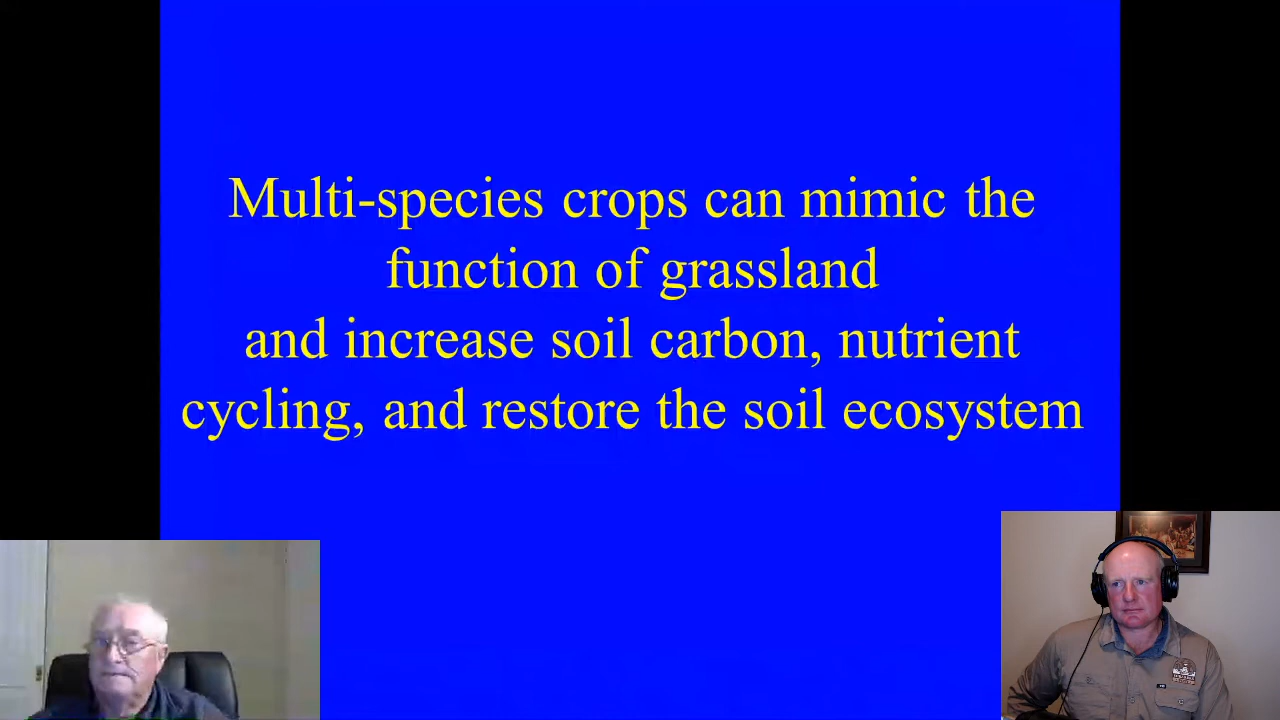 Multi-species crops can mimic the
function of grassland
and increase soil carbon, nutrient
cycling, and restore the soil ecosystem